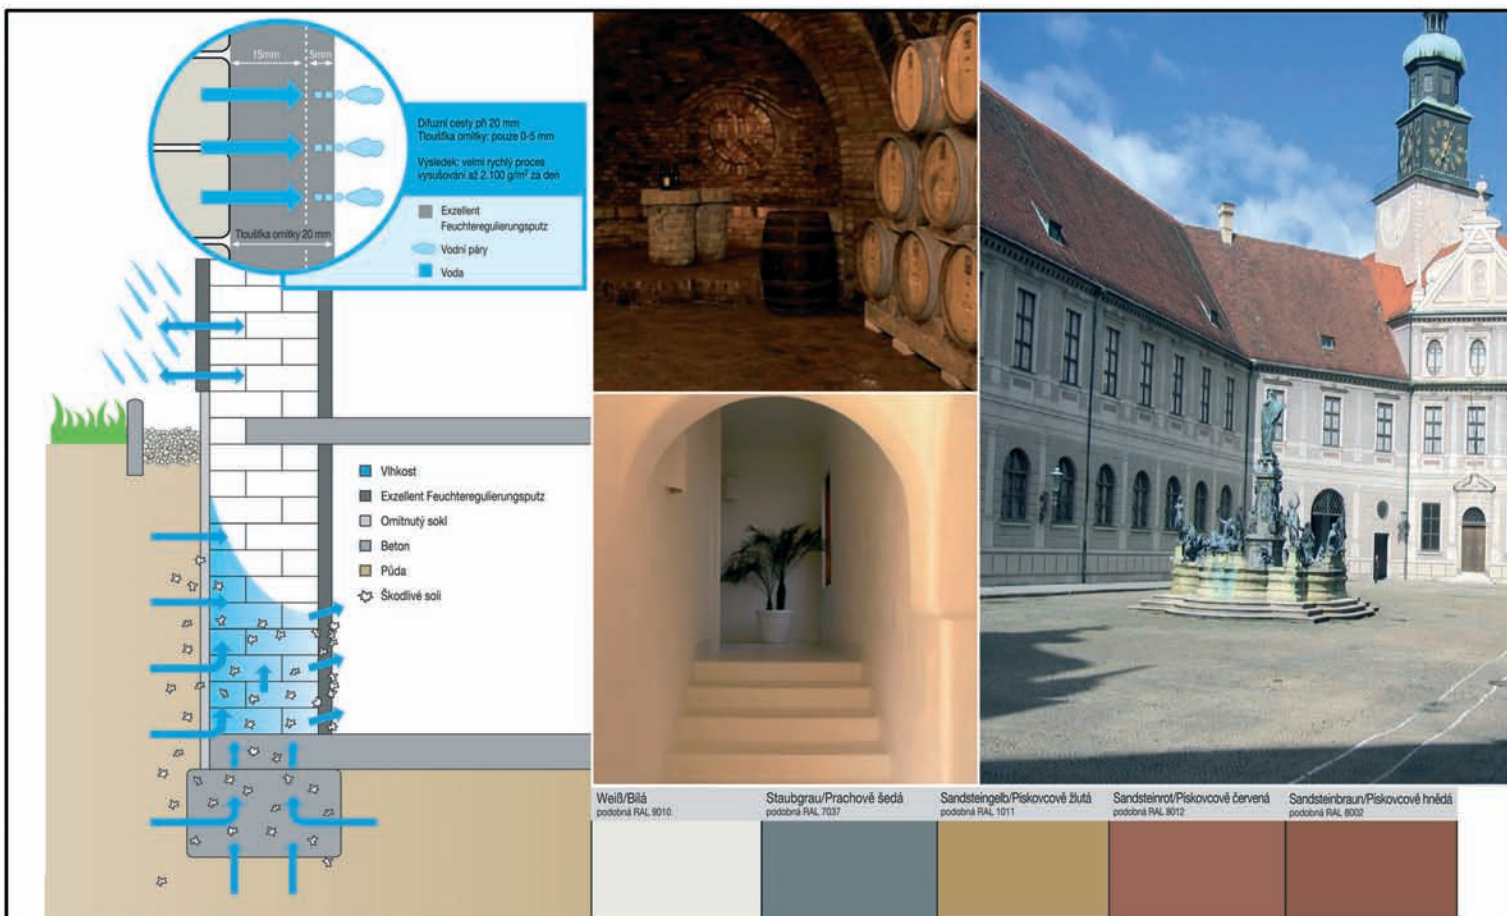 15mm
5mm
Tloušťka omítky 20 mm
Difuzní cesty při 20 mm
Tloušťka omítky: pouze 0-5 mm
Výsledek: velmi rychlý proces
vysušování až 2.100 g/m² za den
Exzellent
Feuchteregulierungsputz
Vodní páry
Voda
Vlhkost
Exzellent Feuchteregulierungsputz
Omítnutý sokl
Beton
Půda
Škodlivé soli
Weiß/Bílá
podobná RAL 9010
Staubgrau/Prachově šedá
podobná RAL 7037
Sandsteingelb/Pískovcově žlutá
podobná RAL 1011
Sandsteinrot/Pískovcově červená
podobná RAL 8012
Sandsteinbraun/Pískovcově hnědá
podobná RAL 8002